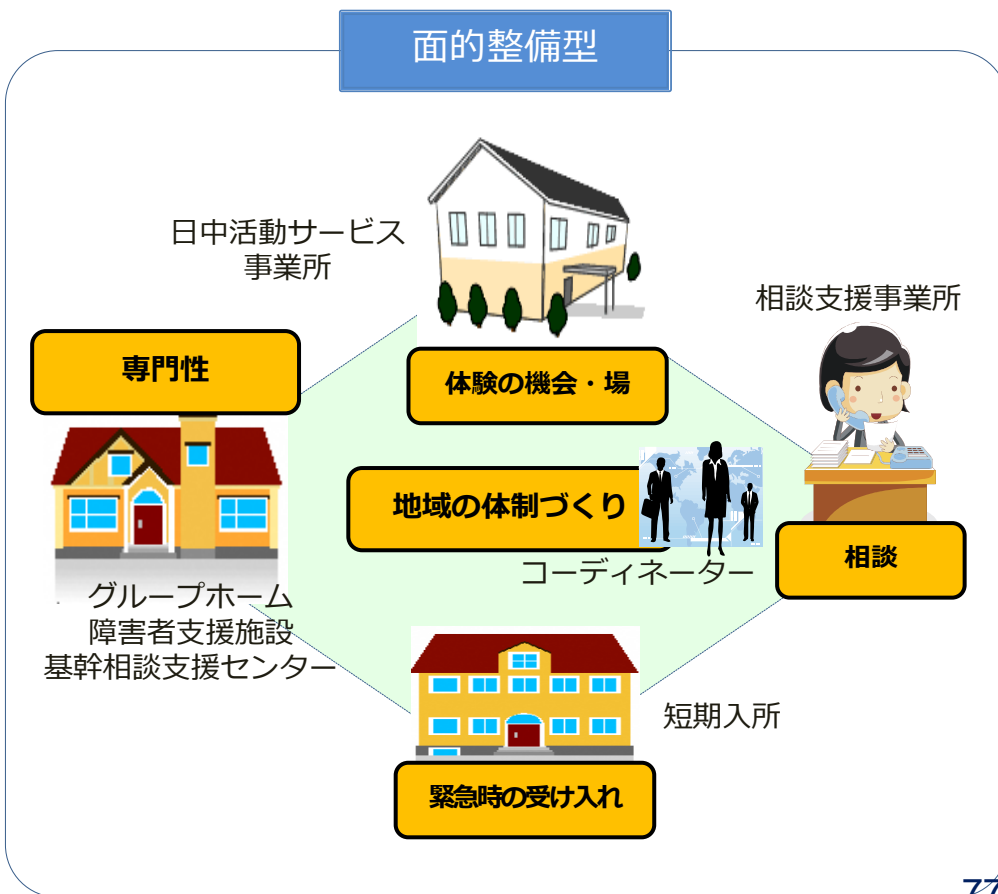 面的整備型
日中活動サービス
事業所
相談支援事業所
専門性
体験の機会・場
地域の体制づくり
コーディネーター
相談
グループホーム
障害者支援施設
基幹相談支援センター
短期入所
緊急時の受け入れ
77